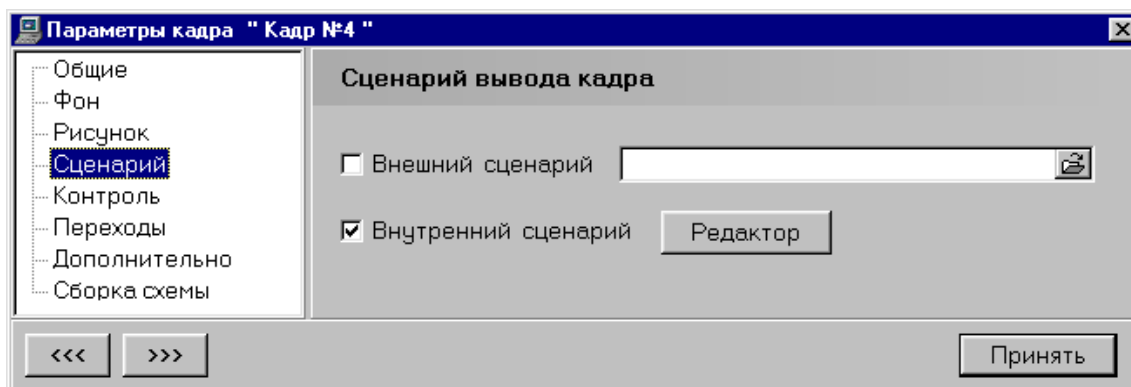 Параметры кадра " Кадр №4 "
Общие
Фон
Рисунок
Сценарий
Контроль
Переходы
Дополнительно
Сборка схемы
Сценарий вывода кадра
Внешний сценарий
Внутренний сценарий Редактор
<<< >>> Принять